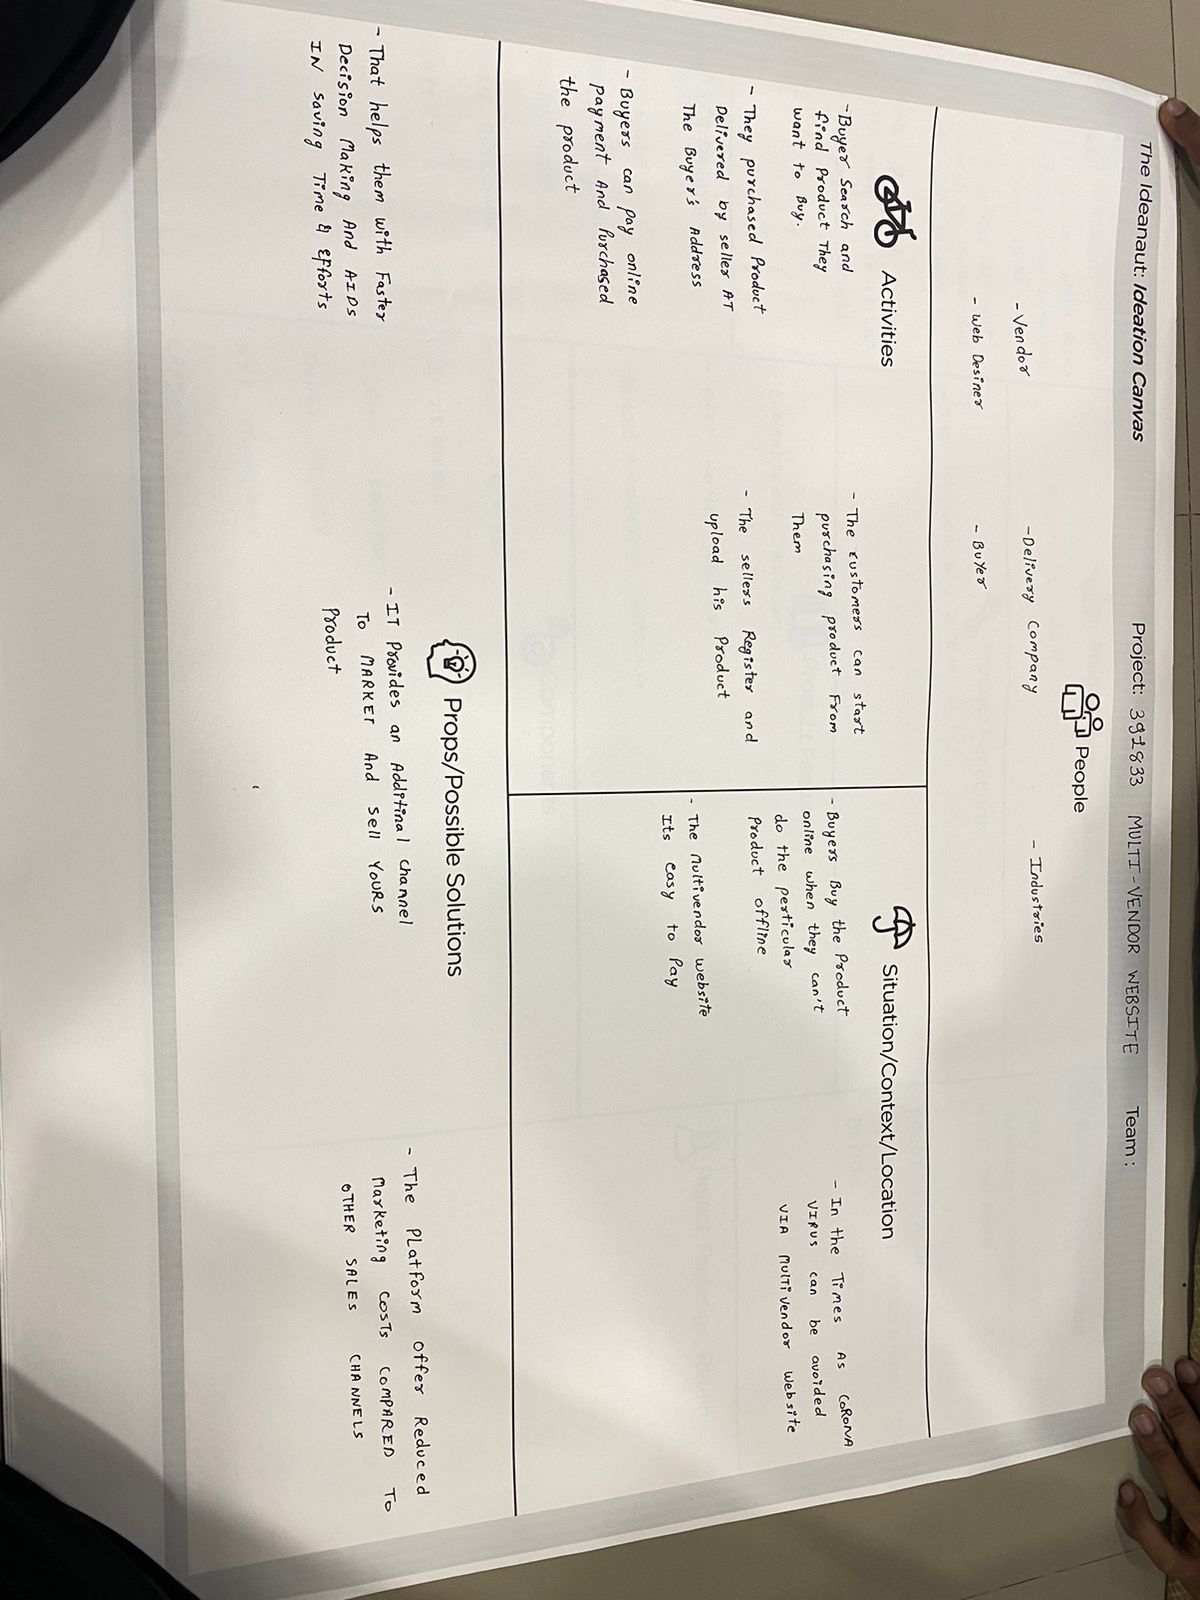 The Ideanaut: Ideation Canvas
Project: 391833 MULTI-VENDOR WEBSITE
Team:
People
- Vendor
- Delivery Company
- Industries
- Web Desiner
- Buyer
Activities
- Buyer Search and
find Product They
want to Buy.
- They purchased Product
Delivered by seller AT
The Buyer's Address
- Buyers can pay online
payment And Purchased
the product
- The customers can start
purchasing product From
Them
- The sellers Register and
upload his Product
Situation/Context/Location
- Buyers Buy the Product
online when they can't
do the perticular
product offline
- The multivendor website
Its easy to Pay
- In the Times As CORONA
VIRUS can be avoided
VIA multivendor website
Props/Possible Solutions
- That helps them with Faster
Decision Making And AIDs
IN saving Time & efforts
- IT Provides an Additinal channel
To MARKET And sell YOURS
Product
- The PLatform offer Reduced
Marketing costs COMPARED To
OTHER SALES CHANNELS